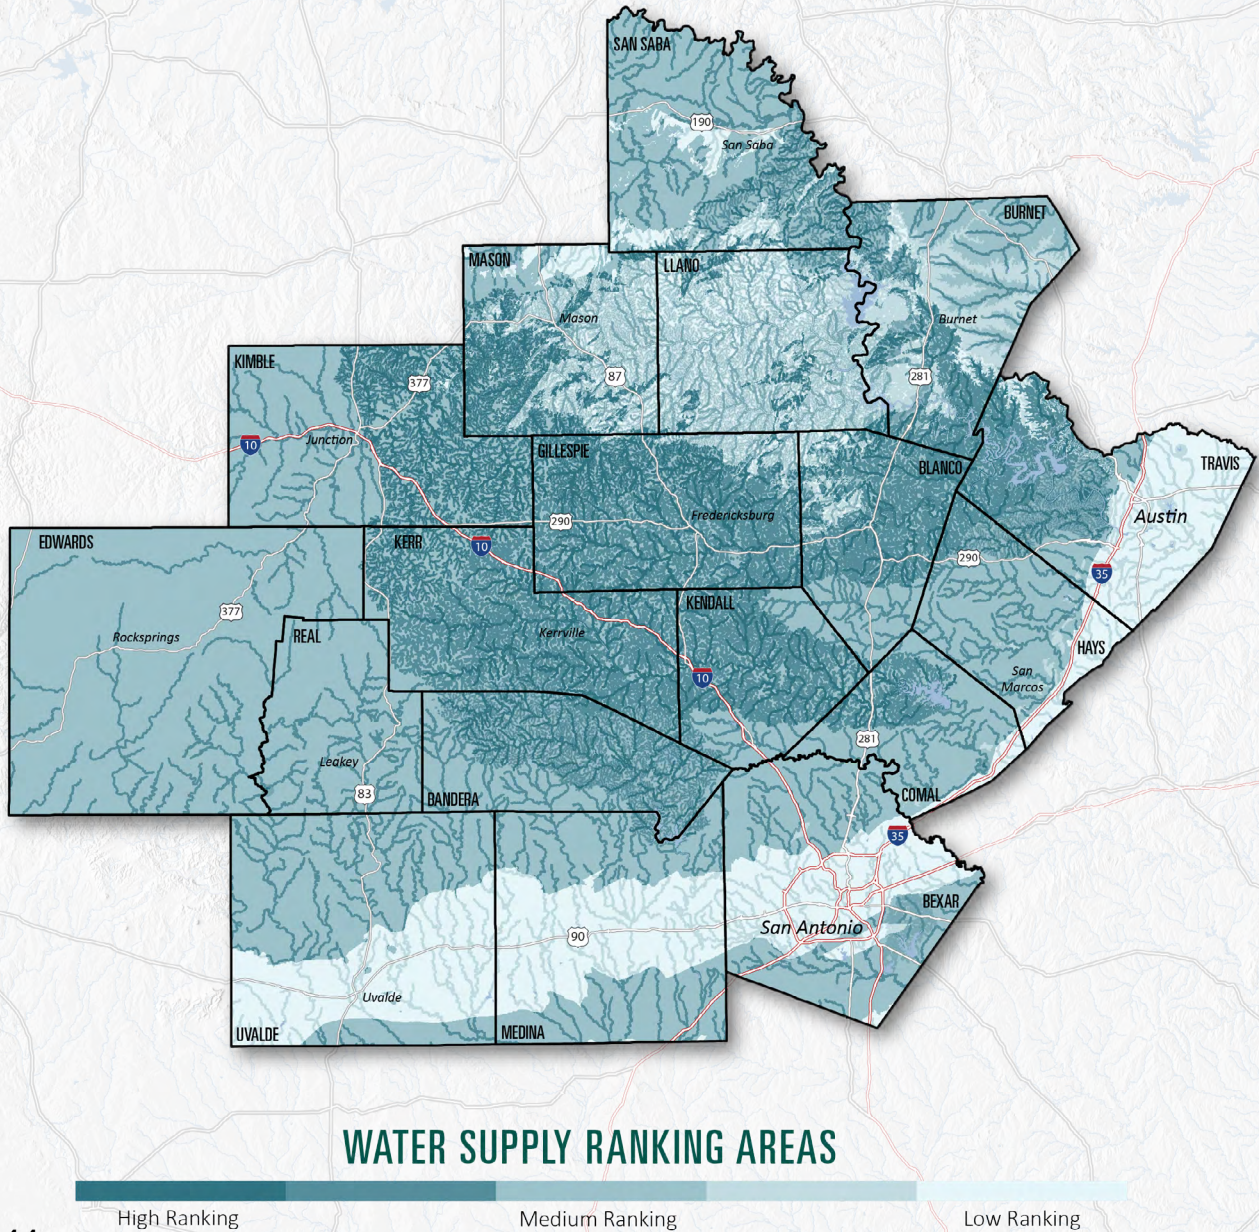 SAN SABA
190
San Saba
BURNET
MASON
LLANO
Mason
Burnet
KIMBLE
377
87
281
10
Junction
GILLESPIE
BLANCO
TRAVIS
290
Fredericksburg
Austin
EDWARDS
KERR
10
290
35
377
Rocksprings
REAL
Kerrville
KENDALL
HAYS
10
San
Marcos
281
Leakey
83
BANDERA
COMAL
35
BEXAR
90
San Antonio
Uvalde
UVALDE
MEDINA
WATER SUPPLY RANKING AREAS
High Ranking
Medium Ranking
Low Ranking